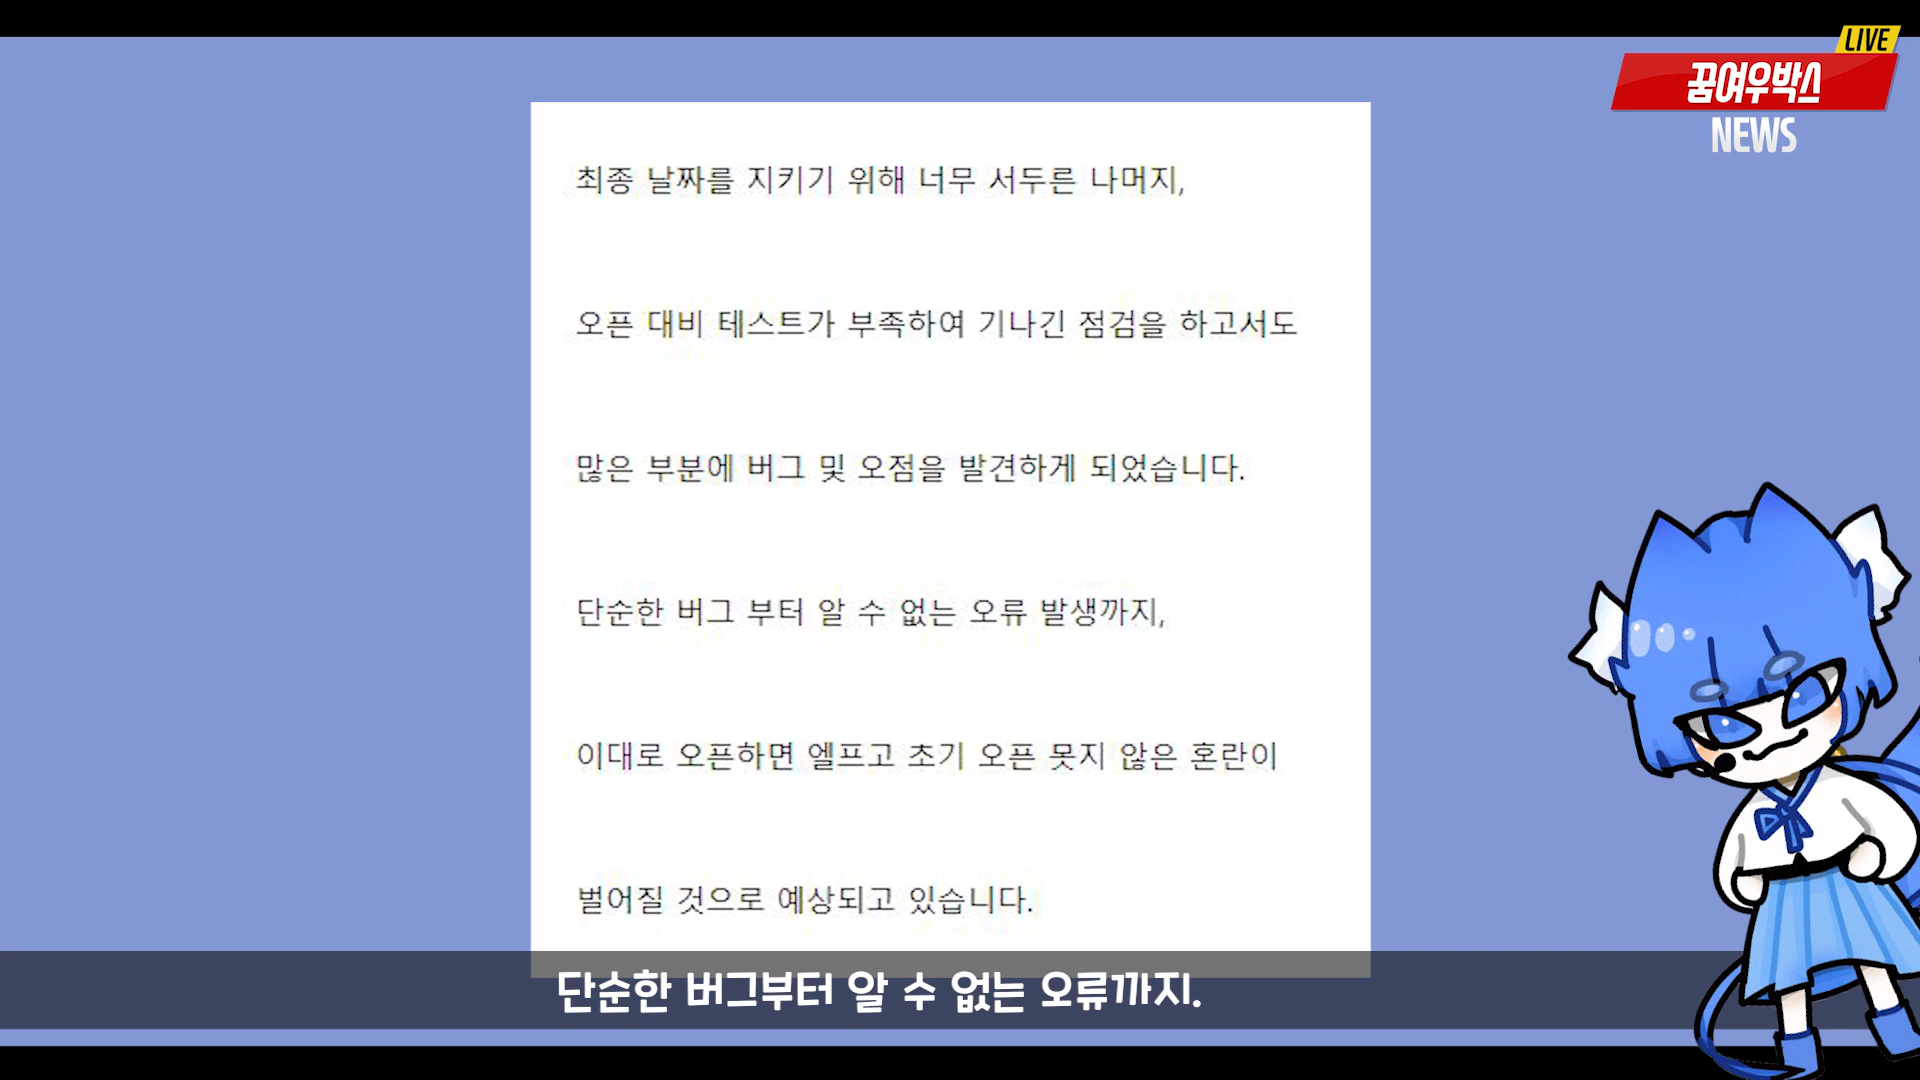 LIVE
꿈여우박스
NEWS
최종 날짜를 지키기 위해 너무 서두른 나머지,
오픈 대비 테스트가 부족하여 기나긴 점검을 하고서도
많은 부분에 버그 및 오점을 발견하게 되었습니다.
단순한 버그 부터 알 수 없는 오류 발생까지,
이대로 오픈하면 엘프고 초기 오픈 못지 않은 혼란이
벌어질 것으로 예상되고 있습니다.
단순한 버그부터 알 수 없는 오류까지.